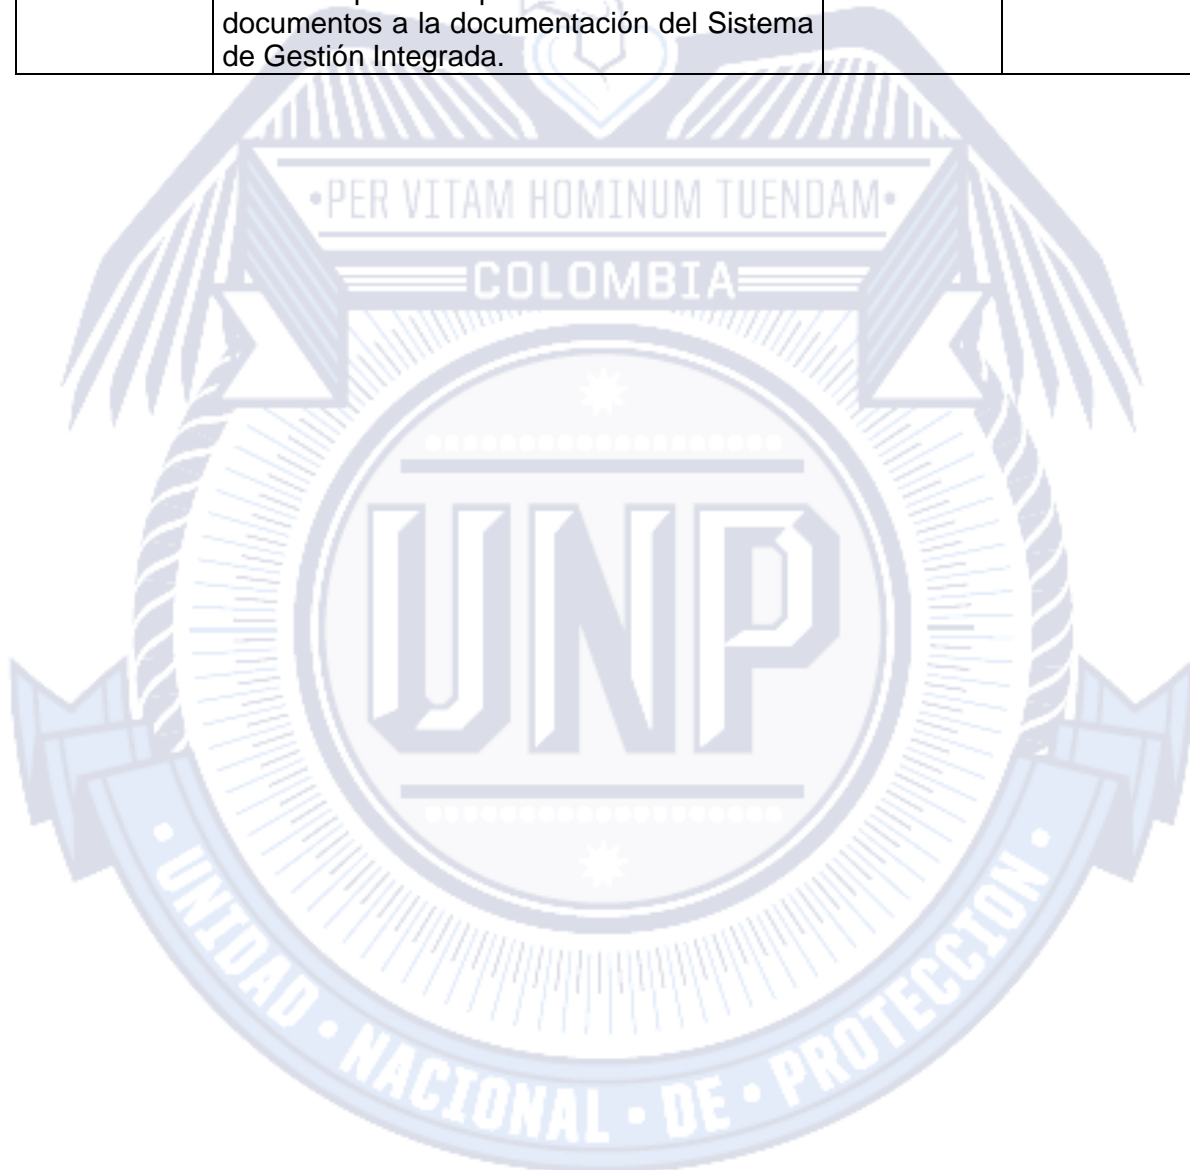 documentos a la documentación del Sistema
de Gestión Integrada.
•PER VITAM HOMINUM TUENDAM•
COLOMBIA
UNP
• UNIDAD • NACIONAL • DE • PROTECCION •